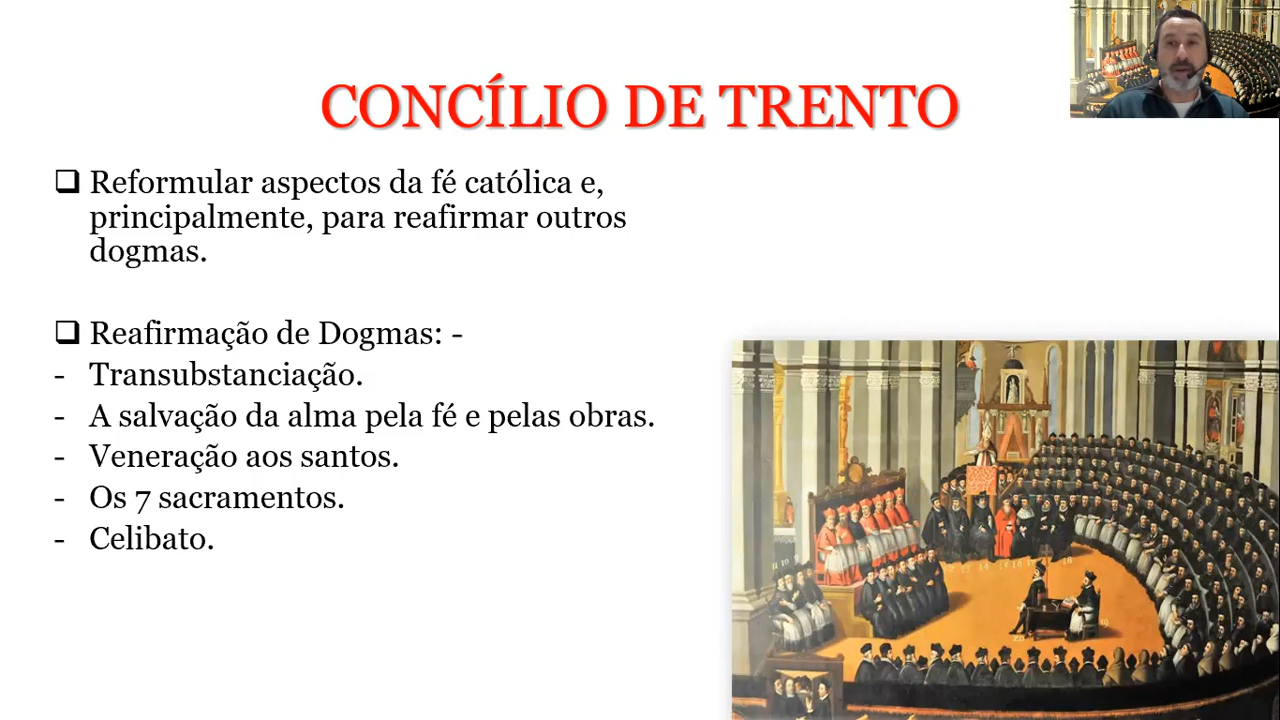 CONCÍLIO DE TRENTO
Reformular aspectos da fé católica e,
principalmente, para reafirmar outros
dogmas.
Reafirmação de Dogmas: -
- Transubstanciação.
- A salvação da alma pela fé e pelas obras.
- Veneração aos santos.
- Os 7 sacramentos.
- Celibato.